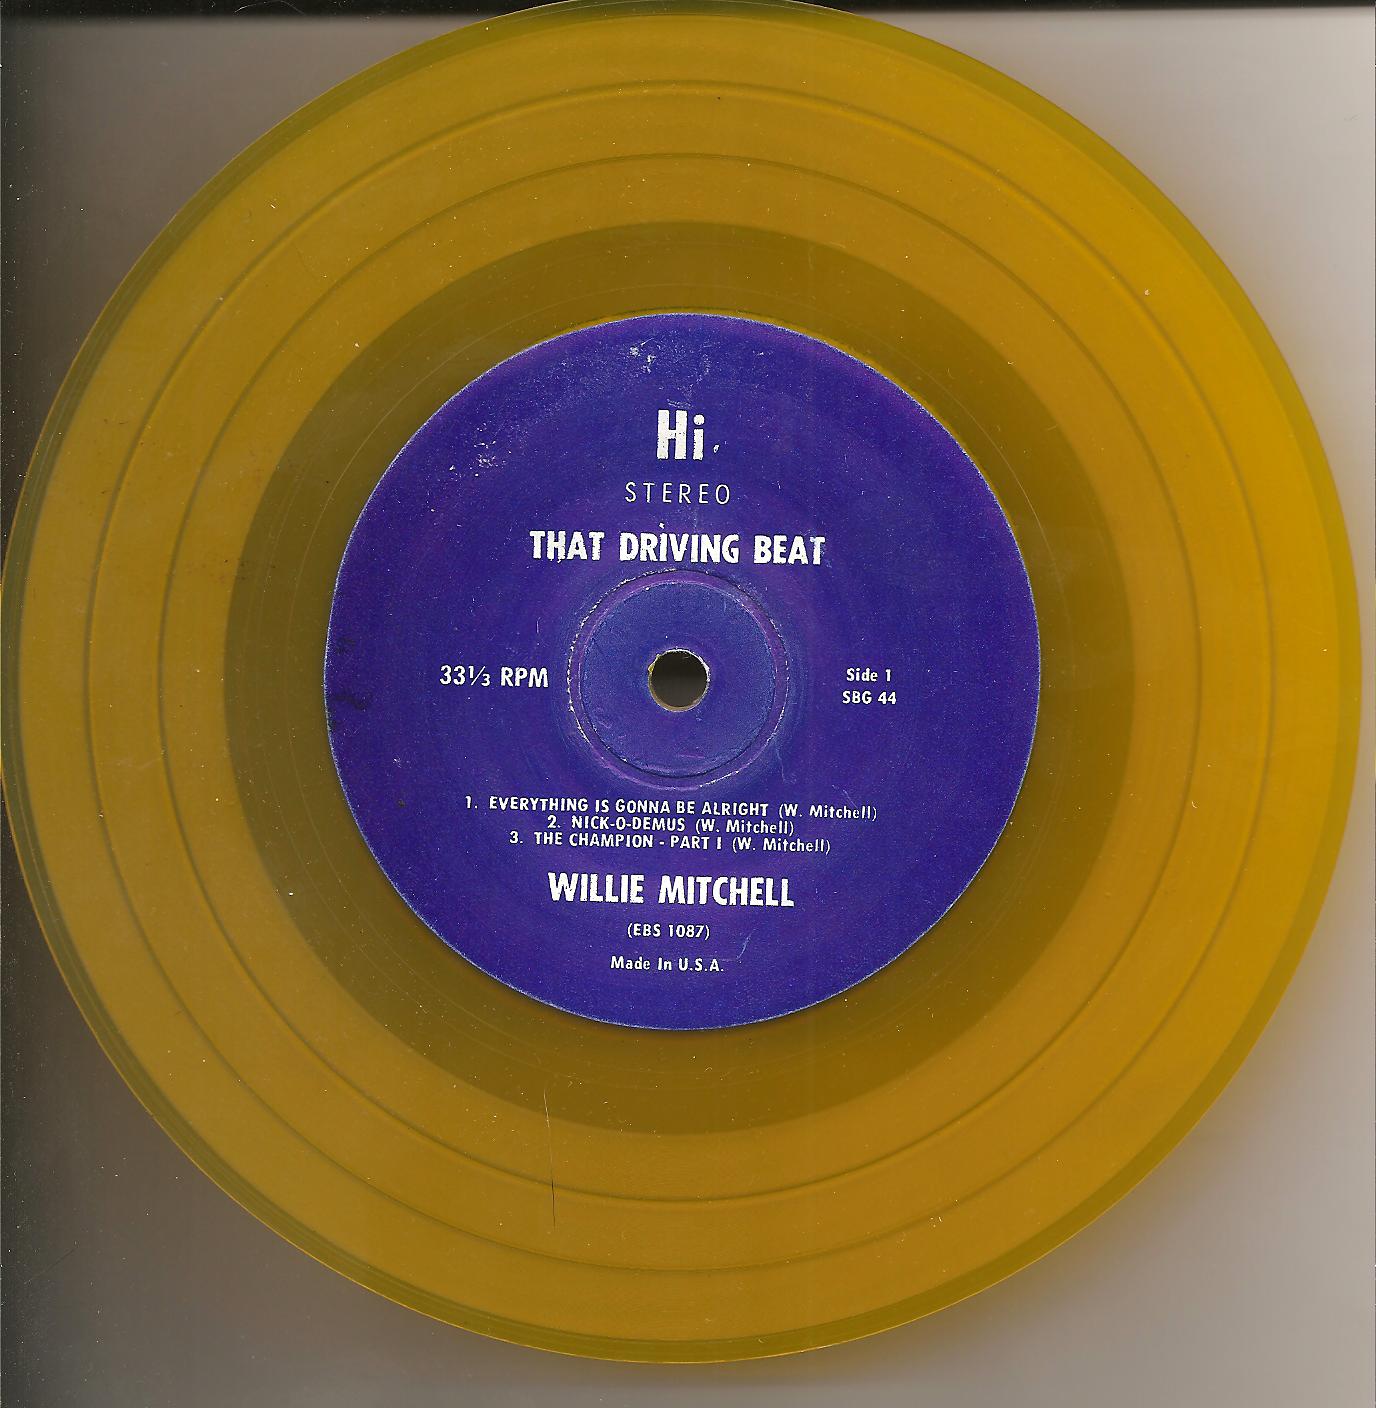 Hi
STEREO
THAT DRIVING BEAT
33⅓ RPM
Side 1
SBG 44
1. EVERYTHING IS GONNA BE ALRIGHT (W. Mitchell)
2. NICK-O-DEMUS (W. Mitchell)
3. THE CHAMPION - PART I (W. Mitchell)
WILLIE MITCHELL
(EBS 1087)
Made In U.S.A.